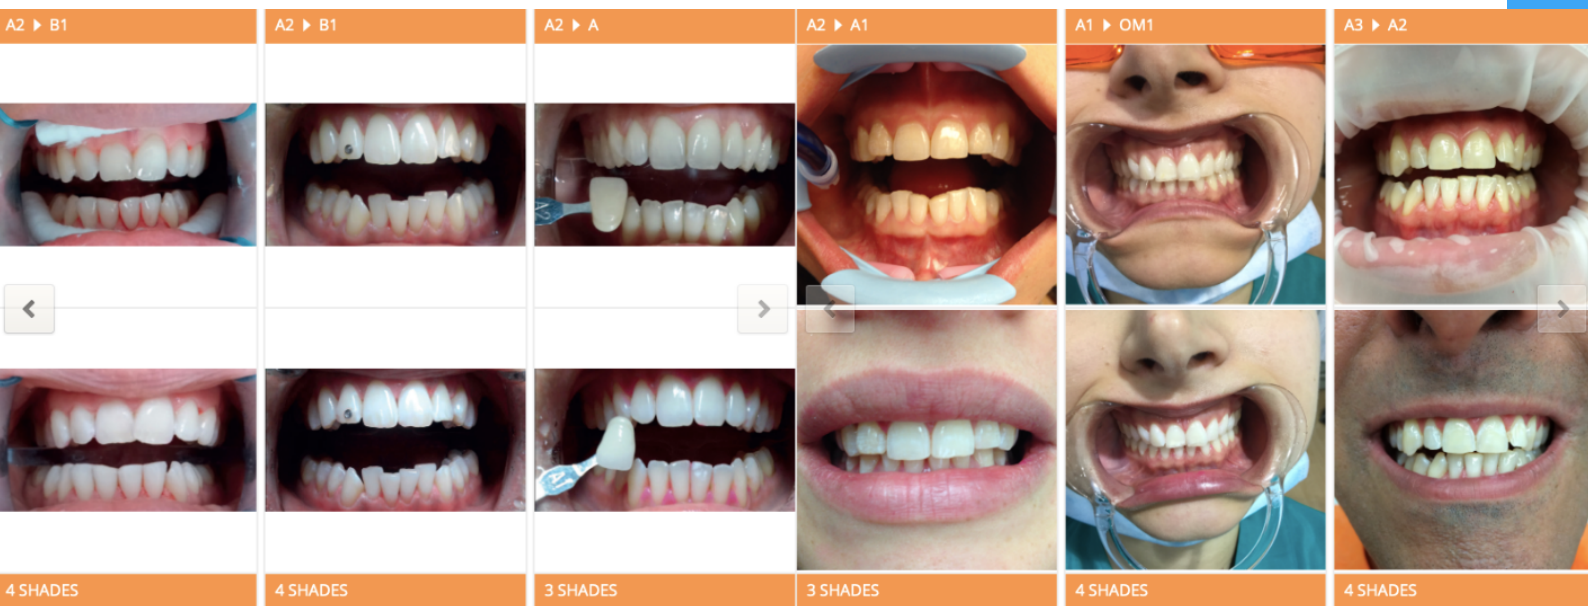 A2 ▶ B1
A2 ▶ B1
A2 ▶ A
A2 ▶ A1
A1 ▶ OM1
A3 ▶ A2
4 SHADES
4 SHADES
3 SHADES
3 SHADES
4 SHADES
4 SHADES